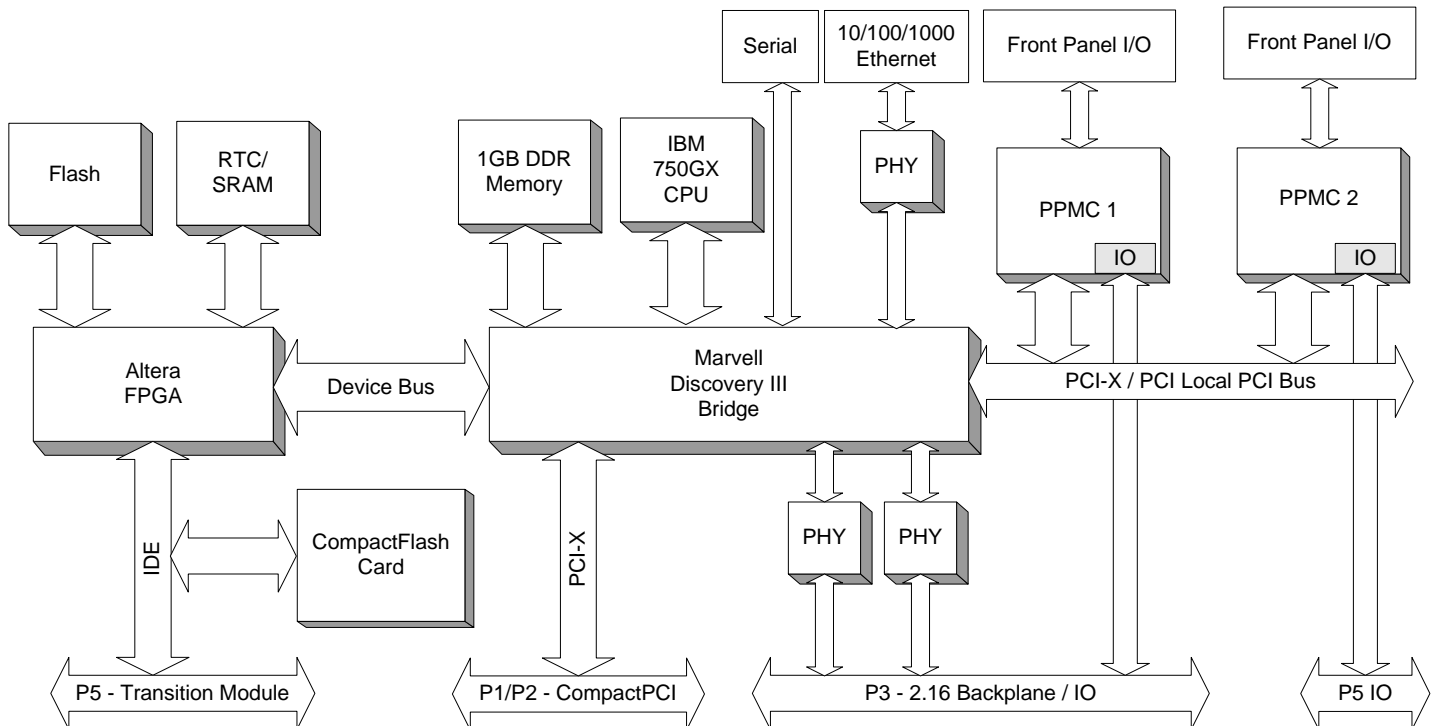 Serial
10/100/1000
Ethernet
Front Panel I/O
Front Panel I/O
Flash
RTC/
SRAM
1GB DDR
Memory
IBM
750GX
CPU
PHY
PPMC 1
IO
PPMC 2
IO
Altera
FPGA
Device Bus
Marvell
Discovery III
Bridge
PCI-X / PCI Local PCI Bus
IDE
CompactFlash
Card
PCI-X
PHY
PHY
P5 - Transition Module
P1/P2 - CompactPCI
P3 - 2.16 Backplane / IO
P5 IO